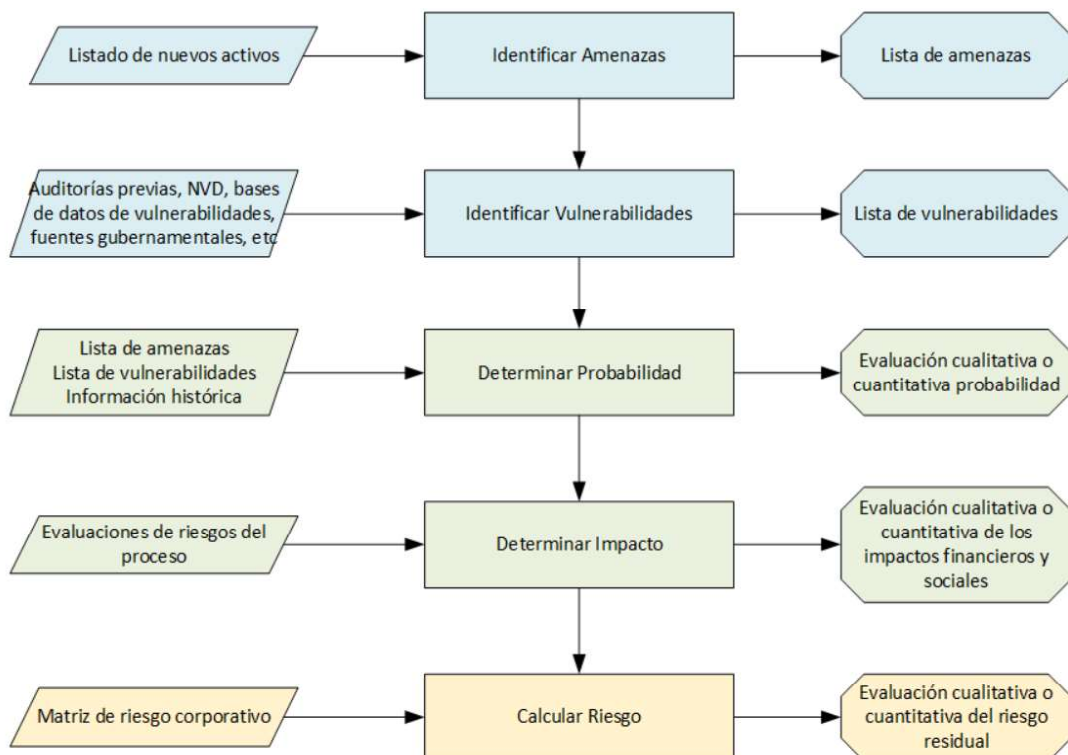 Listado de nuevos activos
Identificar Amenazas
Lista de amenazas
Auditorías previas, NVD, bases
de datos de vulnerabilidades,
fuentes gubernamentales, etc
Identificar Vulnerabilidades
Lista de vulnerabilidades
Lista de amenazas
Lista de vulnerabilidades
Información histórica
Determinar Probabilidad
Evaluación cualitativa o
cuantitativa probabilidad
Evaluaciones de riesgos del
proceso
Determinar Impacto
Evaluación cualitativa o
cuantitativa de los
impactos financieros y
sociales
Matriz de riesgo corporativo
Calcular Riesgo
Evaluación cualitativa o
cuantitativa del riesgo
residual